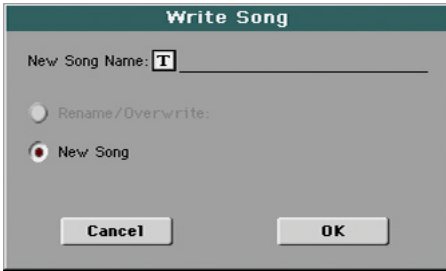 Write Song
New Song Name: T
Rename/Overwrite:
New Song
Cancel OK